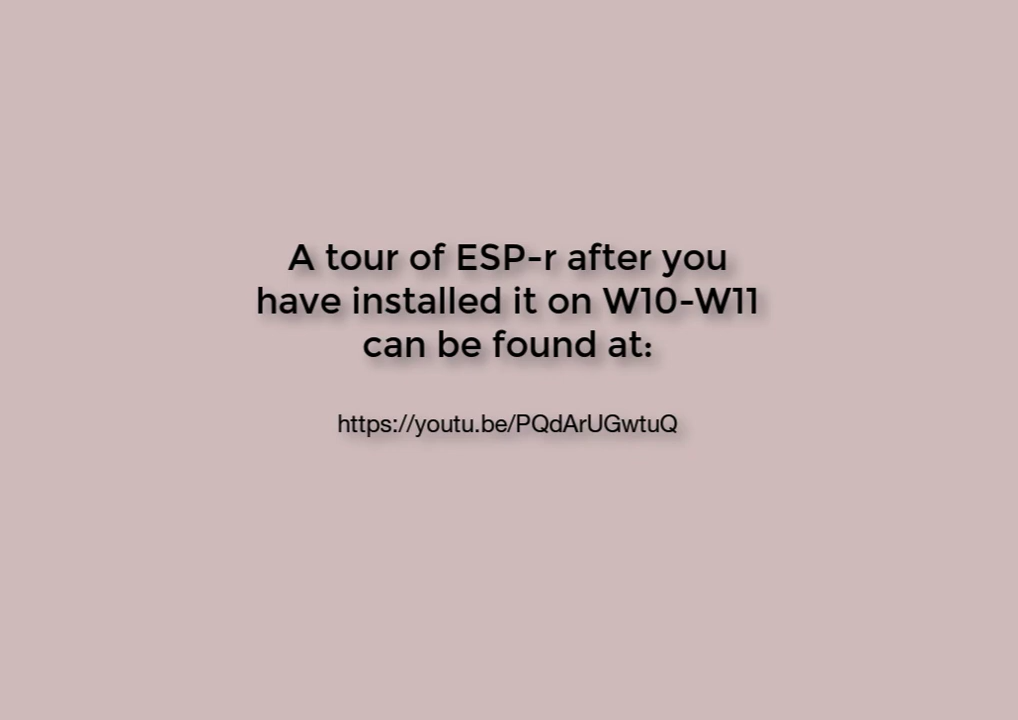 A tour of ESP-r after you
have installed it on W10-W11
can be found at:
https://youtu.be/PQdArUGwtuQ